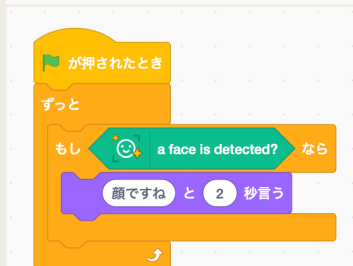 が押されたとき
ずっと
もし a face is detected? なら
顔ですね と 2 秒言う